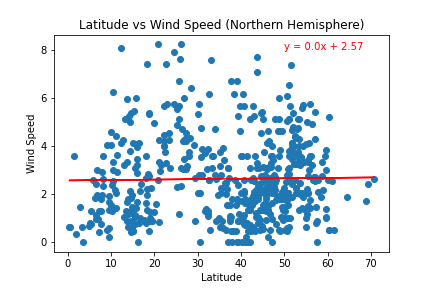 Latitude vs Wind Speed (Northern Hemisphere)
y = 0.0x + 2.57
8
6
4
2
0
Wind Speed
0 10 20 30 40 50 60 70
Latitude